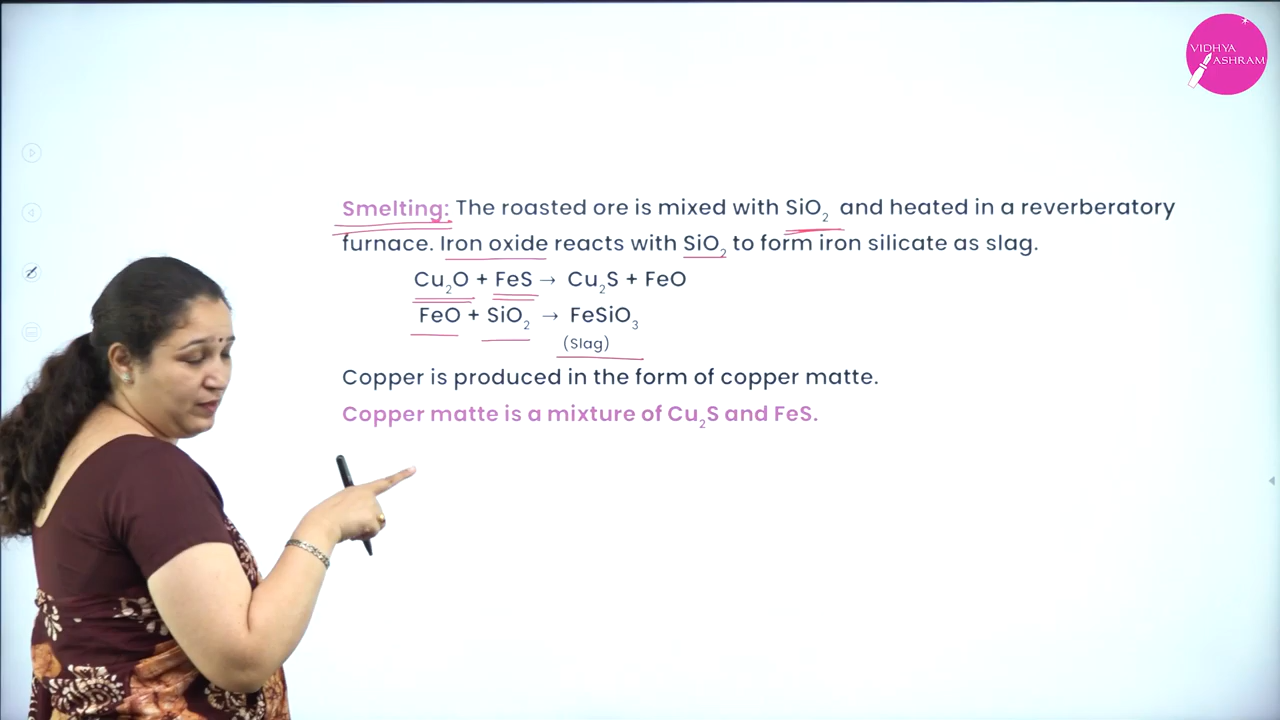 VIDHYA
ASHRAM
Smelting: The roasted ore is mixed with SiO₂ and heated in a reverberatory
furnace. Iron oxide reacts with SiO₂ to form iron silicate as slag.
Cu₂O + FeS → Cu₂S + FeO
FeO + SiO₂ → FeSiO₃
(Slag)
Copper is produced in the form of copper matte.
Copper matte is a mixture of Cu₂S and FeS.